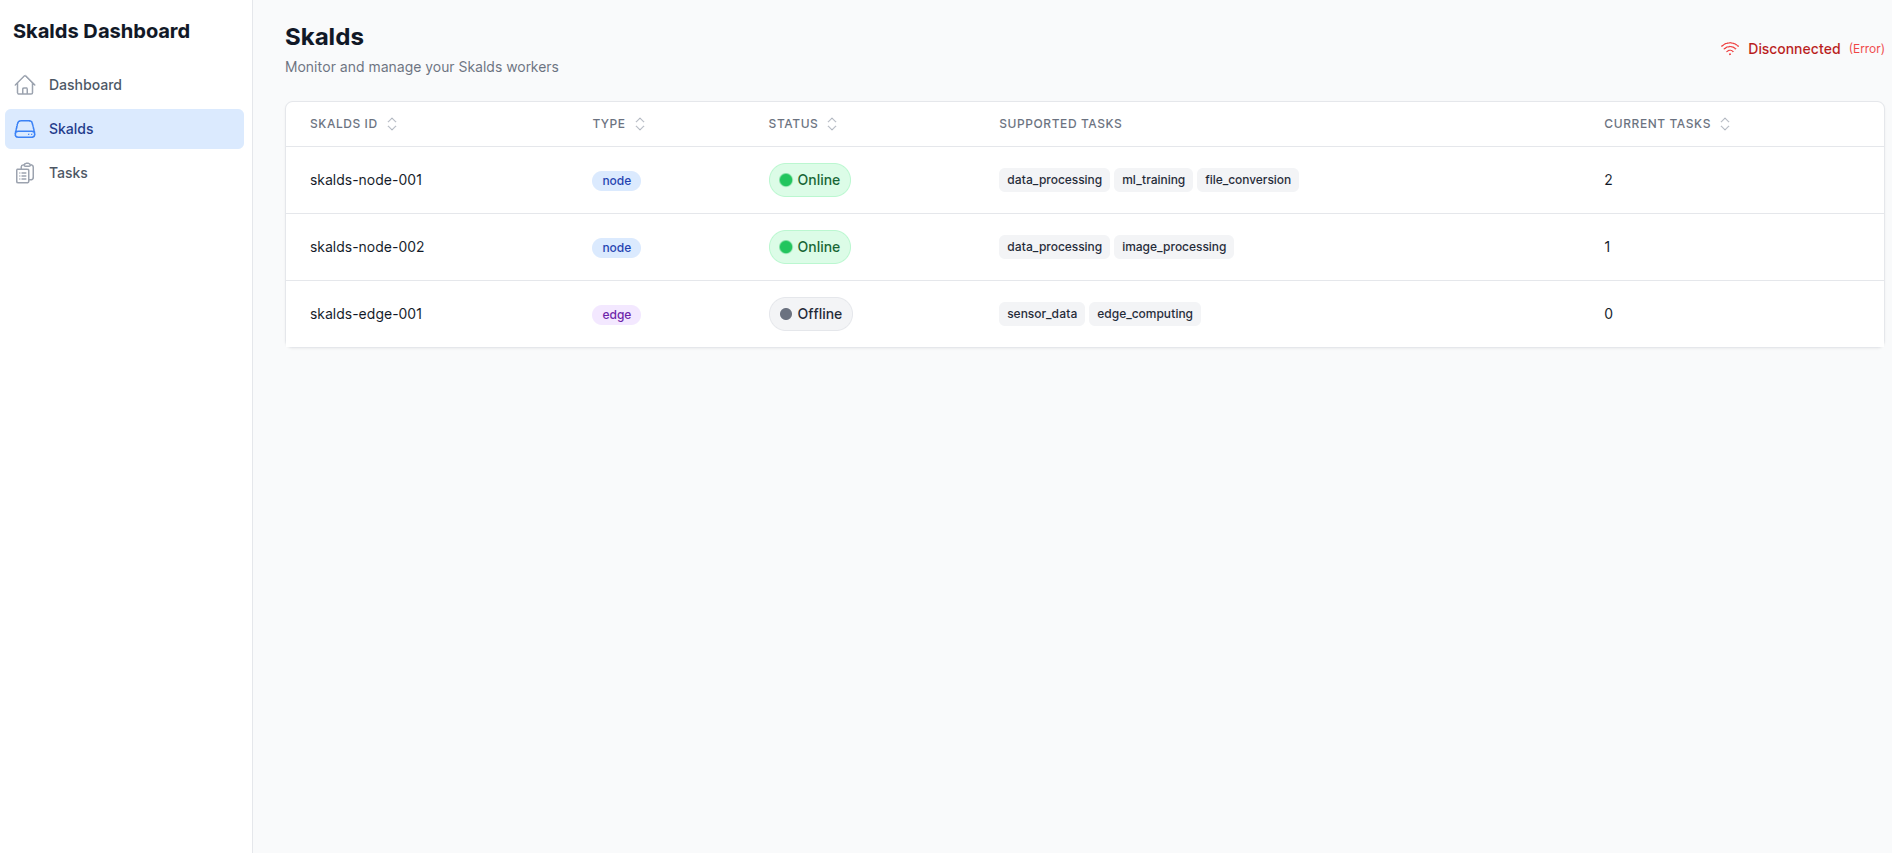 Skalds Dashboard
Dashboard
Skalds
Tasks
Skalds
Monitor and manage your Skalds workers
Disconnected (Error)
SKALDS ID TYPE STATUS SUPPORTED TASKS CURRENT TASKS
skalds-node-001 node Online data_processing ml_training file_conversion 2
skalds-node-002 node Online data_processing image_processing 1
skalds-edge-001 edge Offline sensor_data edge_computing 0